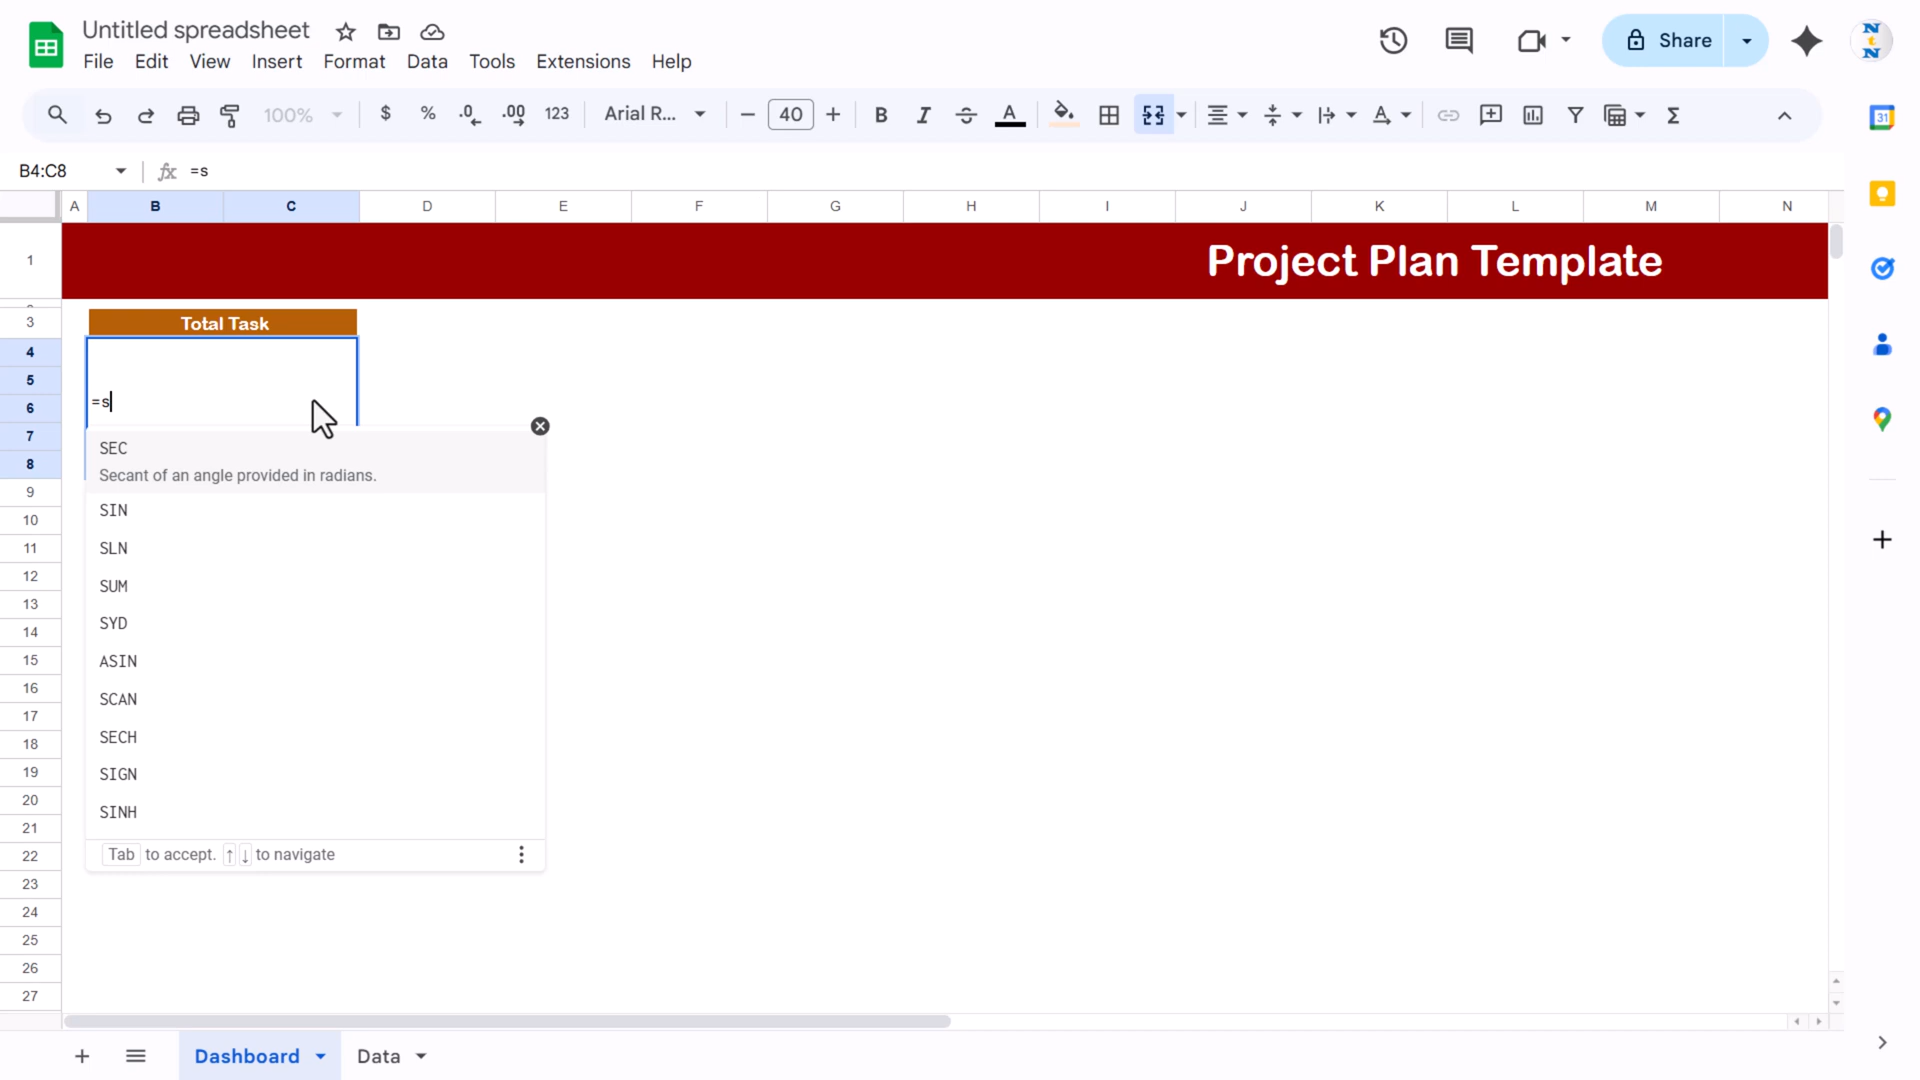 Untitled spreadsheet
File Edit View Insert Format Data Tools Extensions Help
Share
N
t
N
100% $ % .0 .00 123 Arial R... 40 B I A A Σ
31
B4:C8 fx =s
A B C D E F G H I J K L M N
1 Project Plan Template
3 Total Task
4
5
=s
6
7
8
9
10
11
12
13
14
15
16
17
18
19
20
21
22
23
24
25
26
27
SEC
Secant of an angle provided in radians.
SIN
SLN
SUM
SYD
ASIN
SCAN
SECH
SIGN
SINH
Tab to accept. ↑ ↓ to navigate
Dashboard Data